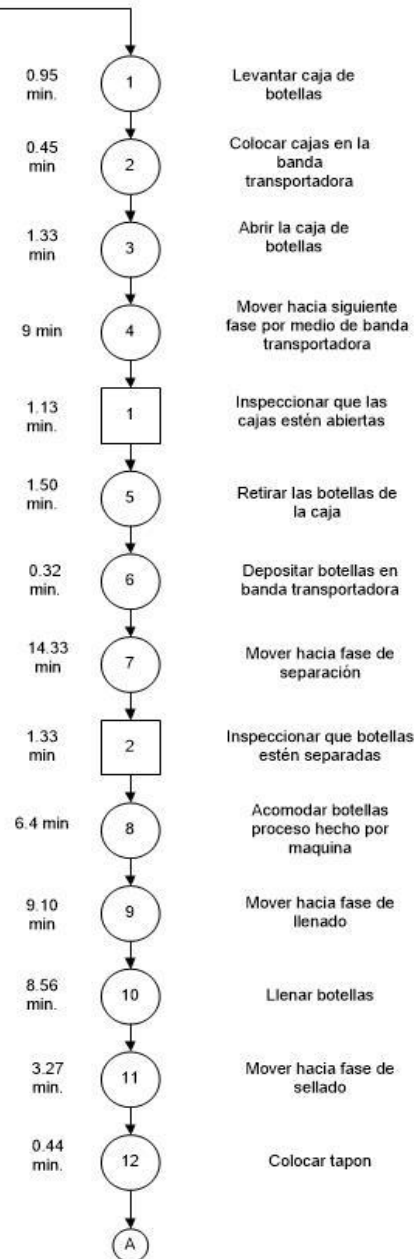 0.95
min.
1
Levantar caja de
botellas
0.45
min
2
Colocar cajas en la
banda
transportadora
1.33
min
3
Abrir la caja de
botellas
9 min
4
Mover hacia siguiente
fase por medio de banda
transportadora
1.13
min.
1
Inspeccionar que las
cajas estén abiertas
1.50
min.
5
Retirar las botellas de
la caja
0.32
min.
6
Depositar botellas en
banda transportadora
14.33
min
7
Mover hacia fase de
separación
1.33
min
2
Inspeccionar que botellas
estén separadas
6.4 min
8
Acomodar botellas
proceso hecho por
maquina
9.10
min
9
Mover hacia fase de
llenado
8.56
min.
10
Llenar botellas
3.27
min.
11
Mover hacia fase de
sellado
0.44
min.
12
Colocar tapon
A